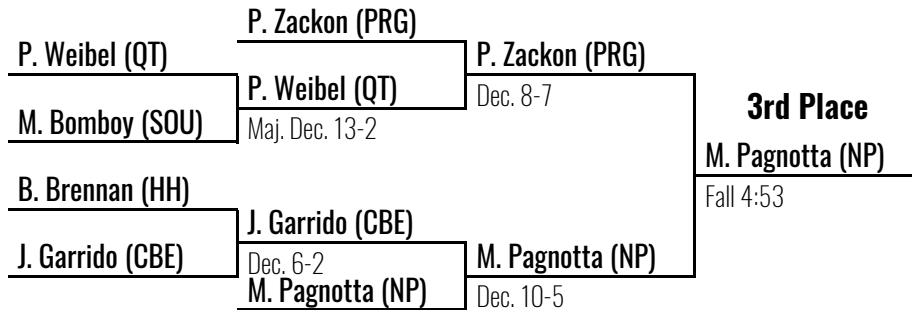 P. Zackon (PRG)
P. Weibel (QT)
P. Zackon (PRG)
P. Weibel (QT)
Dec. 8-7
3rd Place
M. Bomboy (SOU)
Maj. Dec. 13-2
M. Pagnotta (NP)
B. Brennan (HH)
Fall 4:53
J. Garrido (CBE)
J. Garrido (CBE)
M. Pagnotta (NP)
Dec. 6-2
M. Pagnotta (NP)
Dec. 10-5